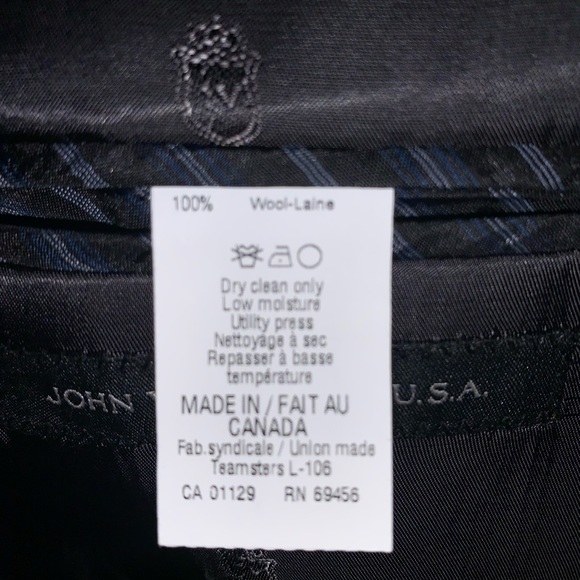 100% Wool-Laine
Dry clean only
Low moisture
Utility press
Nettoyage à sec
Repasser à basse
température
MADE IN / FAIT AU
CANADA
Fab.syndicale / Union made
Teamsters L-106
CA 01129 RN 69456
JOHN U.S.A.